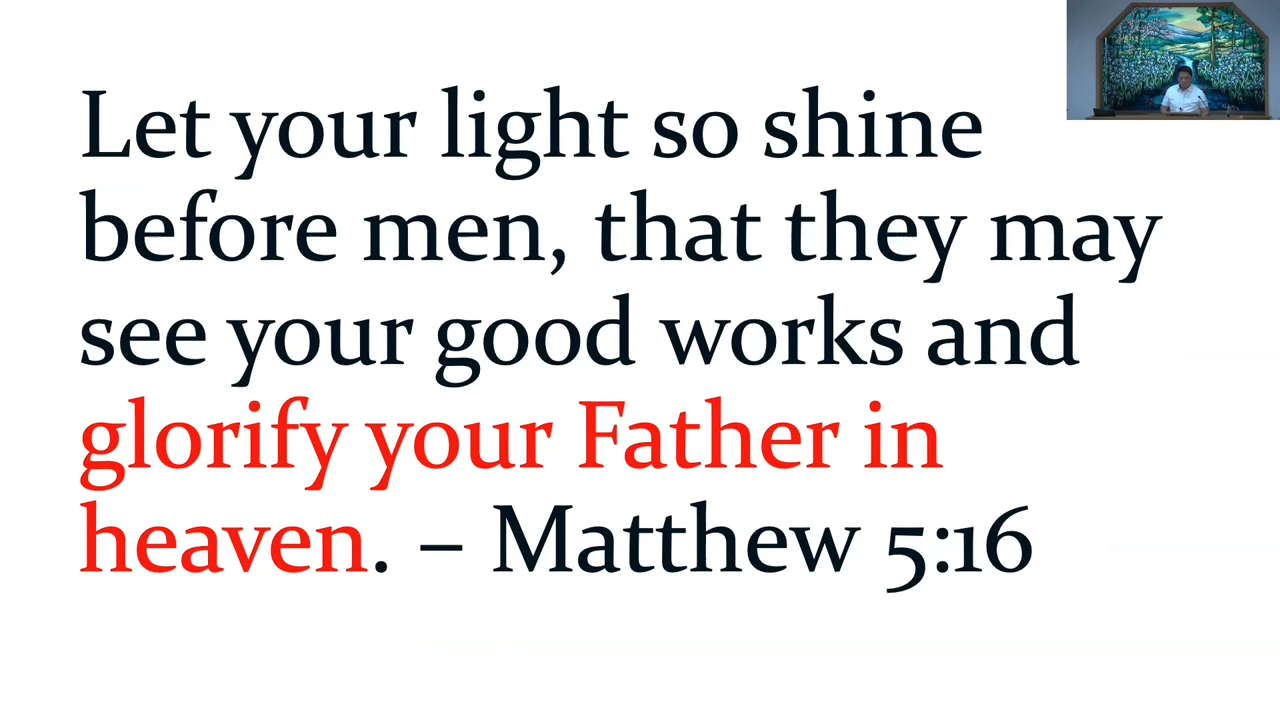 Let your light so shine
before men, that they may
see your good works and
glorify your Father in
heaven. – Matthew 5:16